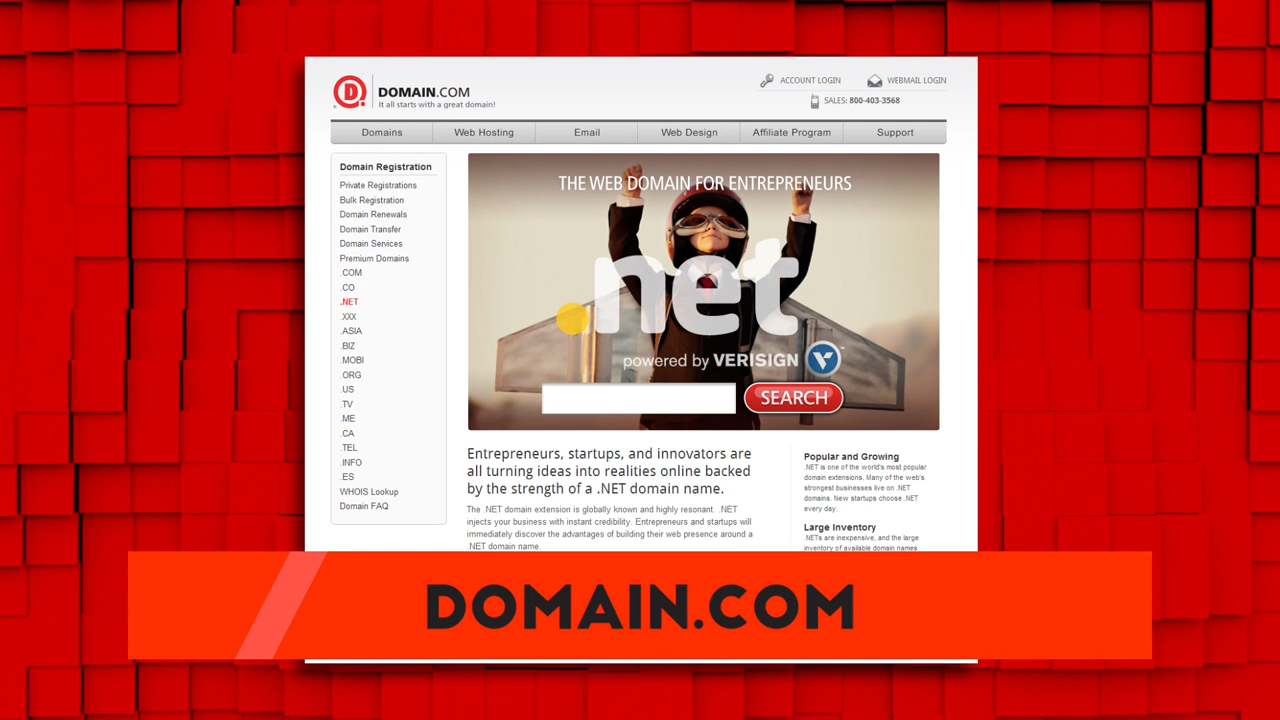 DOMAIN.COM
It all starts with a great domain!
ACCOUNT LOGIN
WEBMAIL LOGIN
SALES: 800-403-3568
Domains
Web Hosting
Email
Web Design
Affiliate Program
Support
Domain Registration
Private Registrations
Bulk Registration
Domain Renewals
Domain Transfer
Domain Services
Premium Domains
.COM
.CO
.NET
.XXX
.ASIA
.BIZ
.MOBI
.ORG
.US
.TV
.ME
.CA
.TEL
.INFO
.ES
WHOIS Lookup
Domain FAQ
THE WEB DOMAIN FOR ENTREPRENEURS
.net
powered by VERISIGN
SEARCH
Entrepreneurs, startups, and innovators are
all turning ideas into realities online backed
by the strength of a .NET domain name.
The .NET domain extension is globally known and highly resonant. .NET
injects your business with instant credibility. Entrepreneurs and startups will
immediately discover the advantages of building their web presence around a
.NET domain name.
Popular and Growing
.NET is one of the world's most popular
domain extensions. Many of the web's
strongest businesses live on .NET
domains. New startups choose .NET
every day.
Large Inventory
.NETs are inexpensive, and the large
inventory of available domain names
DOMAIN.COM